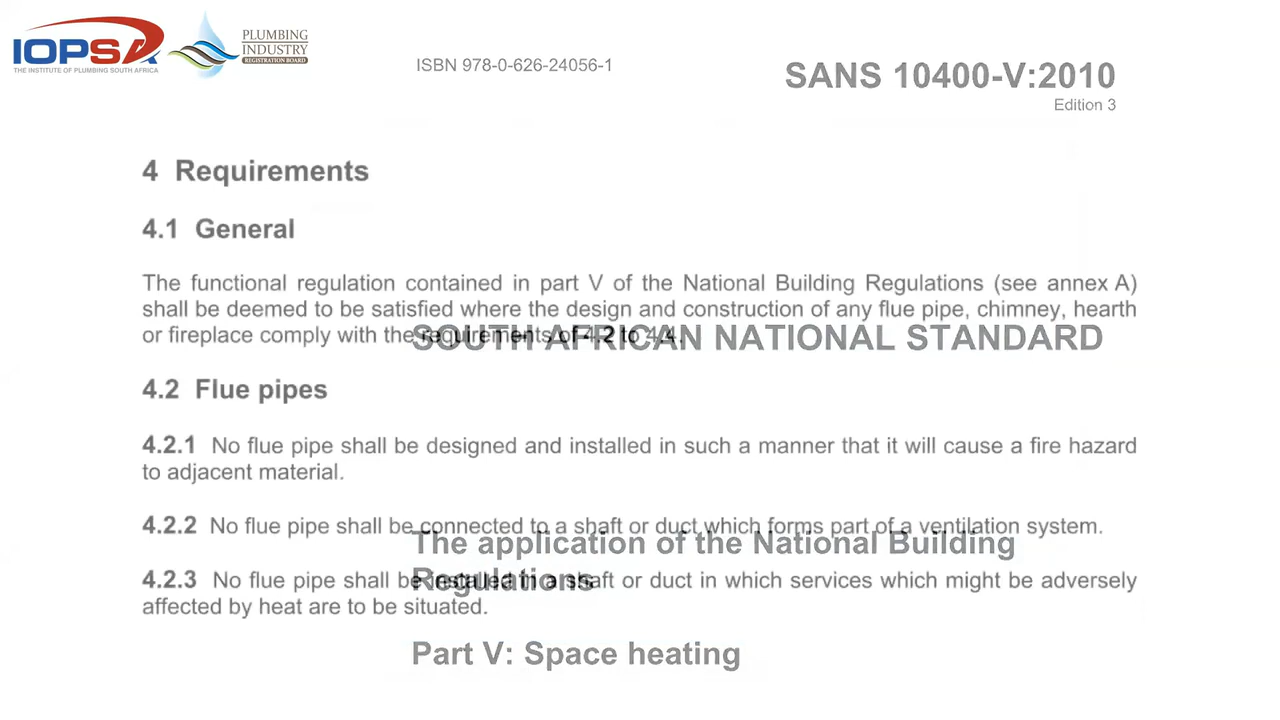 IOPSA
THE INSTITUTE OF PLUMBING SOUTH AFRICA
PLUMBING
INDUSTRY
REGISTRATION BOARD
ISBN 978-0-626-24056-1
SANS 10400-V:2010
Edition 3
4 Requirements
4.1 General
The functional regulation contained in part V of the National Building Regulations (see annex A)
shall be deemed to be satisfied where the design and construction of any flue pipe, chimney, hearth
or fireplace comply with the requirements of 4.2 to 4.4.
SOUTH AFRICAN NATIONAL STANDARD
4.2 Flue pipes
4.2.1 No flue pipe shall be designed and installed in such a manner that it will cause a fire hazard
to adjacent material.
4.2.2 No flue pipe shall be connected to a shaft or duct which forms part of a ventilation system.
The application of the National Building
4.2.3 No flue pipe shall be installed in a shaft or duct in which services which might be adversely
Regulations
affected by heat are to be situated.
Part V: Space heating